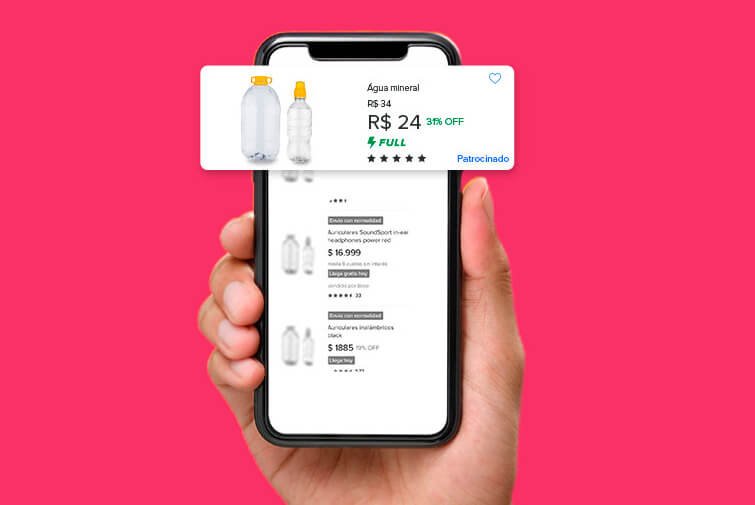 Água mineral
R$ 34
R$ 24 31% OFF
FULL
Patrocinado
Envío con normalidad
Auriculares SoundSport in-ear
headphones power red
$ 16.999
Hasta 6 cuotas sin interés
Llega gratis hoy
vendido por Bose
33
Envío con normalidad
Auriculares inalámbricos
black
$ 1885 19% OFF
Llega hoy